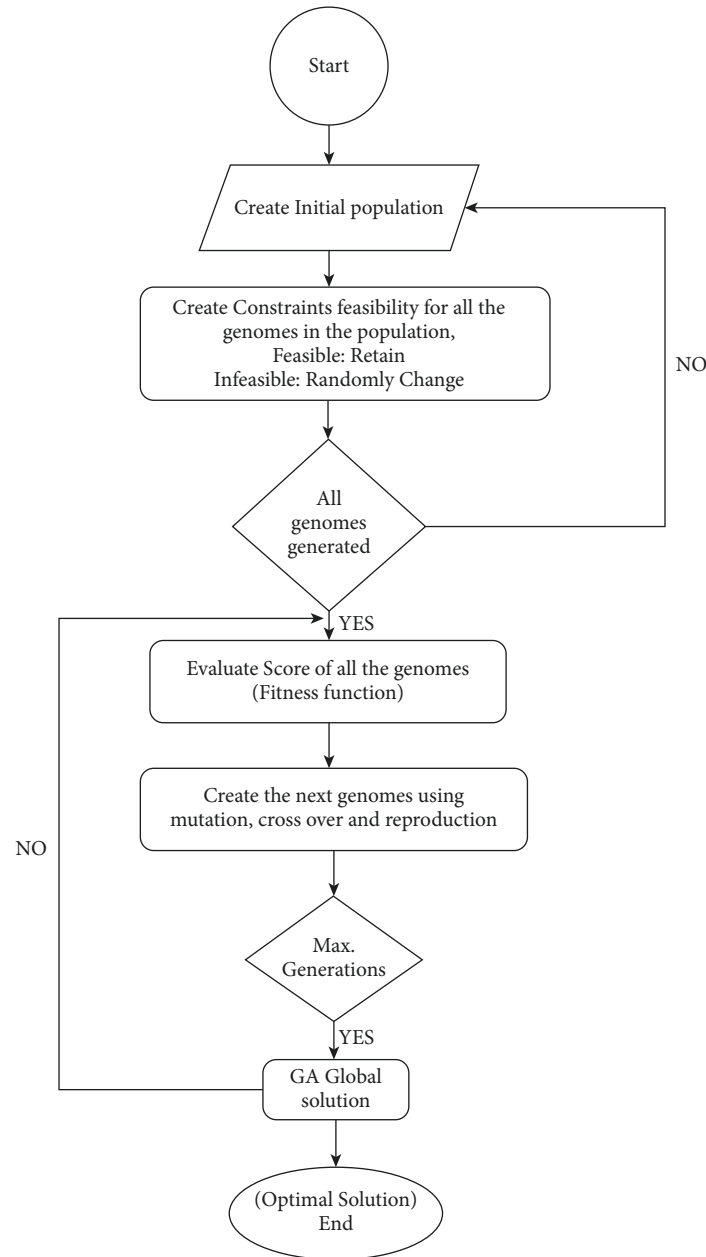 Start
Create Initial population
Create Constraints feasibility for all the
genomes in the population,
Feasible: Retain
Infeasible: Randomly Change
NO
All
genomes
generated
YES
Evaluate Score of all the genomes
(Fitness function)
Create the next genomes using
mutation, cross over and reproduction
NO
Max.
Generations
YES
GA Global
solution
(Optimal Solution)
End